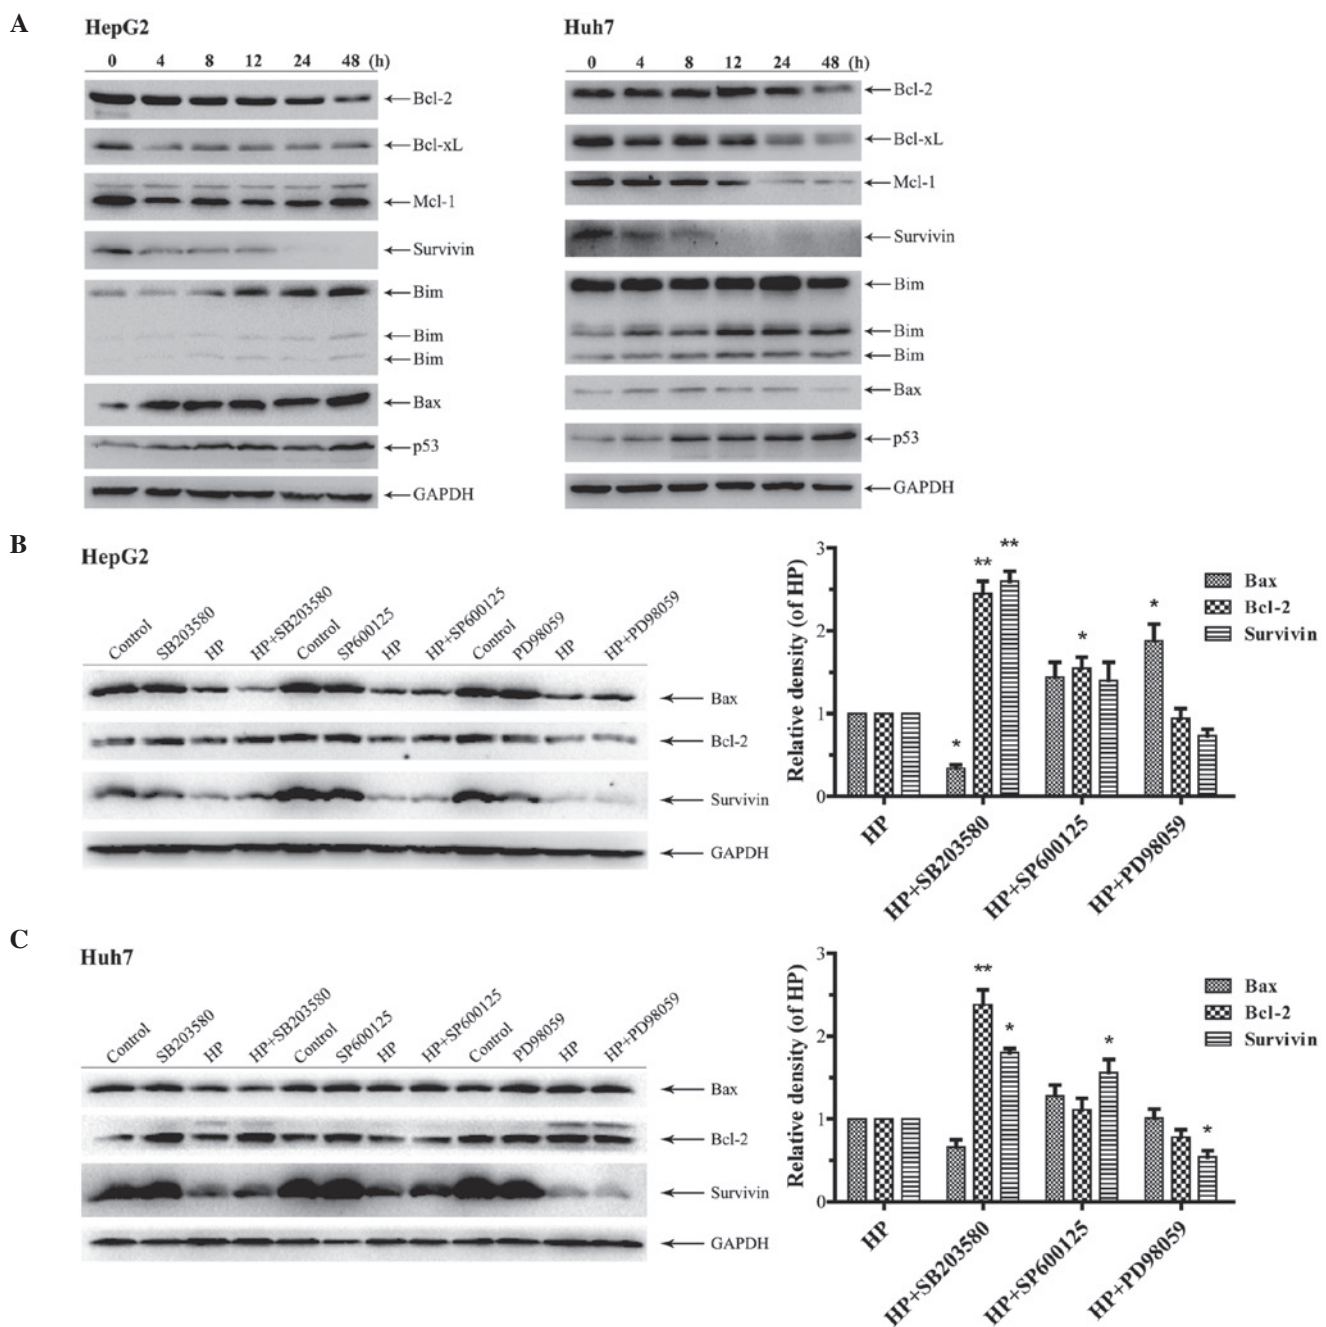 A
HepG2
0 4 8 12 24 48 (h)
Bcl-2
Bcl-xL
Mcl-1
Survivin
Bim
Bim
Bim
Bax
p53
GAPDH
Huh7
0 4 8 12 24 48 (h)
Bcl-2
Bcl-xL
Mcl-1
Survivin
Bim
Bim
Bim
Bax
p53
GAPDH
B
HepG2
Control SB203580 HP HP+SB203580 Control SP600125 HP HP+SP600125 Control PD98059 HP HP+PD98059
Bax
Bcl-2
Survivin
GAPDH
Relative density (of HP)
3
2
1
0
* ** ** * *
HP HP+SB203580 HP+SP600125 HP+PD98059
Bax
Bcl-2
Survivin
C
Huh7
Control SB203580 HP HP+SB203580 Control SP600125 HP HP+SP600125 Control PD98059 HP HP+PD98059
Bax
Bcl-2
Survivin
GAPDH
Relative density (of HP)
3
2
1
0
** * * *
HP HP+SB203580 HP+SP600125 HP+PD98059
Bax
Bcl-2
Survivin